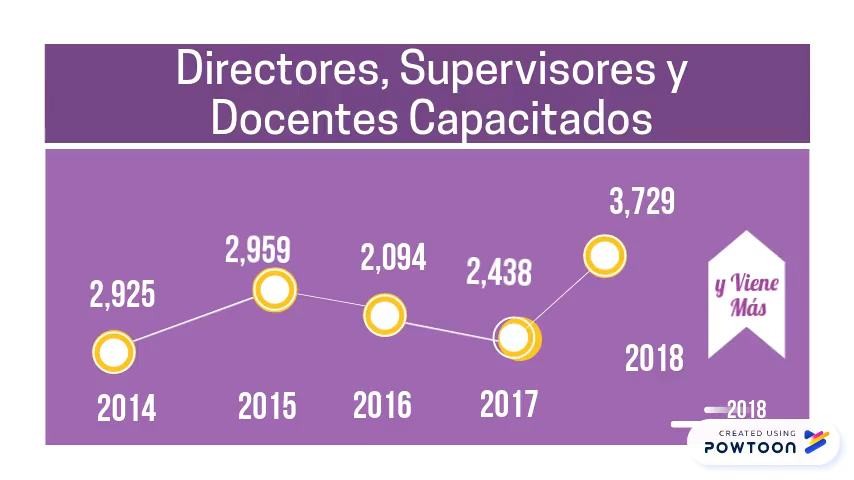 Directores, Supervisores y
Docentes Capacitados
2,925
2,959
2,094
2,438
3,729
y Viene
Más
2014
2015
2016
2017
2018
2018
CREATED USING
POWTOON